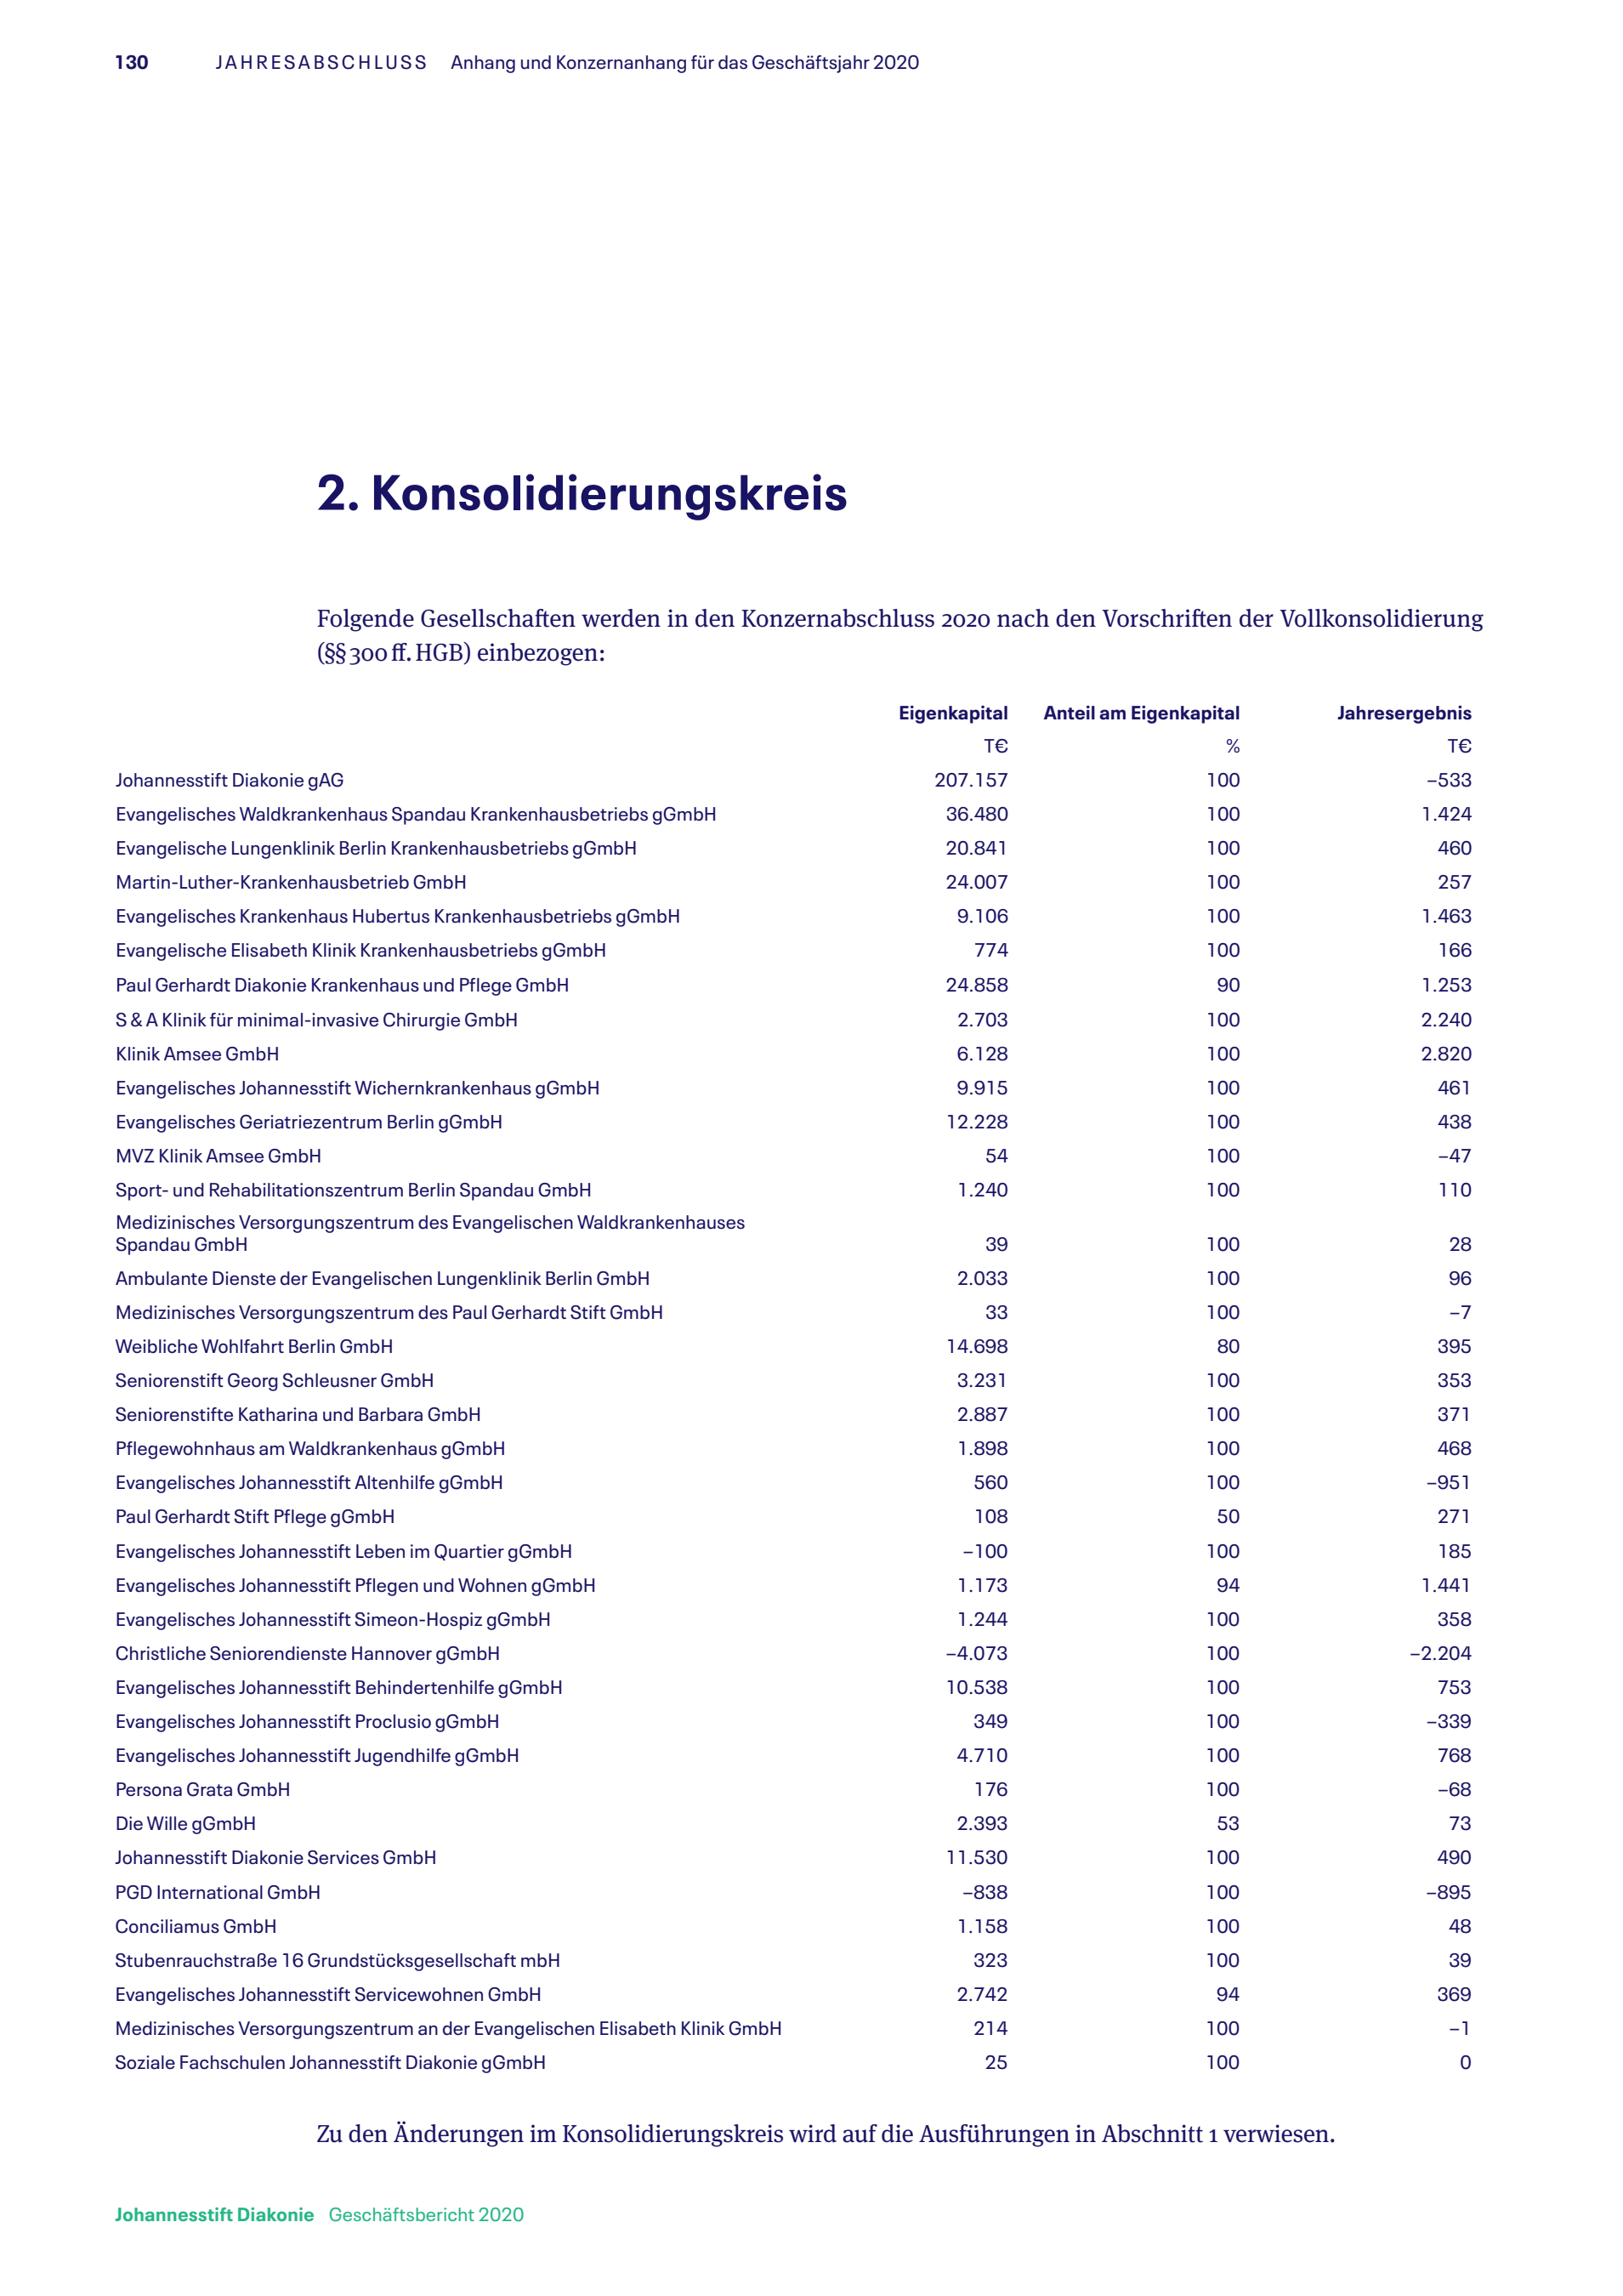 130 JAHRESABSCHLUSS Anhang und Konzernanhang für das Geschäftsjahr 2020
2. Konsolidierungskreis
Folgende Gesellschaften werden in den Konzernabschluss 2020 nach den Vorschriften der Vollkonsolidierung
(§§ 300 ff. HGB) einbezogen:
Eigenkapital Anteil am Eigenkapital Jahresergebnis
T€ % T€
Johannesstift Diakonie gAG 207.157 100 –533
Evangelisches Waldkrankenhaus Spandau Krankenhausbetriebs gGmbH 36.480 100 1.424
Evangelische Lungenklinik Berlin Krankenhausbetriebs gGmbH 20.841 100 460
Martin-Luther-Krankenhausbetrieb GmbH 24.007 100 257
Evangelisches Krankenhaus Hubertus Krankenhausbetriebs gGmbH 9.106 100 1.463
Evangelische Elisabeth Klinik Krankenhausbetriebs gGmbH 774 100 166
Paul Gerhardt Diakonie Krankenhaus und Pflege GmbH 24.858 90 1.253
S & A Klinik für minimal-invasive Chirurgie GmbH 2.703 100 2.240
Klinik Amsee GmbH 6.128 100 2.820
Evangelisches Johannesstift Wichernkrankenhaus gGmbH 9.915 100 461
Evangelisches Geriatriezentrum Berlin gGmbH 12.228 100 438
MVZ Klinik Amsee GmbH 54 100 –47
Sport- und Rehabilitationszentrum Berlin Spandau GmbH 1.240 100 110
Medizinisches Versorgungszentrum des Evangelischen Waldkrankenhauses
Spandau GmbH 39 100 28
Ambulante Dienste der Evangelischen Lungenklinik Berlin GmbH 2.033 100 96
Medizinisches Versorgungszentrum des Paul Gerhardt Stift GmbH 33 100 –7
Weibliche Wohlfahrt Berlin GmbH 14.698 80 395
Seniorenstift Georg Schleusner GmbH 3.231 100 353
Seniorenstifte Katharina und Barbara GmbH 2.887 100 371
Pflegewohnhaus am Waldkrankenhaus gGmbH 1.898 100 468
Evangelisches Johannesstift Altenhilfe gGmbH 560 100 –951
Paul Gerhardt Stift Pflege gGmbH 108 50 271
Evangelisches Johannesstift Leben im Quartier gGmbH –100 100 185
Evangelisches Johannesstift Pflegen und Wohnen gGmbH 1.173 94 1.441
Evangelisches Johannesstift Simeon-Hospiz gGmbH 1.244 100 358
Christliche Seniorendienste Hannover gGmbH –4.073 100 –2.204
Evangelisches Johannesstift Behindertenhilfe gGmbH 10.538 100 753
Evangelisches Johannesstift Proclusio gGmbH 349 100 –339
Evangelisches Johannesstift Jugendhilfe gGmbH 4.710 100 768
Persona Grata GmbH 176 100 –68
Die Wille gGmbH 2.393 53 73
Johannesstift Diakonie Services GmbH 11.530 100 490
PGD International GmbH –838 100 –895
Conciliamus GmbH 1.158 100 48
Stubenrauchstraße 16 Grundstücksgesellschaft mbH 323 100 39
Evangelisches Johannesstift Servicewohnen GmbH 2.742 94 369
Medizinisches Versorgungszentrum an der Evangelischen Elisabeth Klinik GmbH 214 100 –1
Soziale Fachschulen Johannesstift Diakonie gGmbH 25 100 0
Zu den Änderungen im Konsolidierungskreis wird auf die Ausführungen in Abschnitt 1 verwiesen.
Johannesstift Diakonie Geschäftsbericht 2020